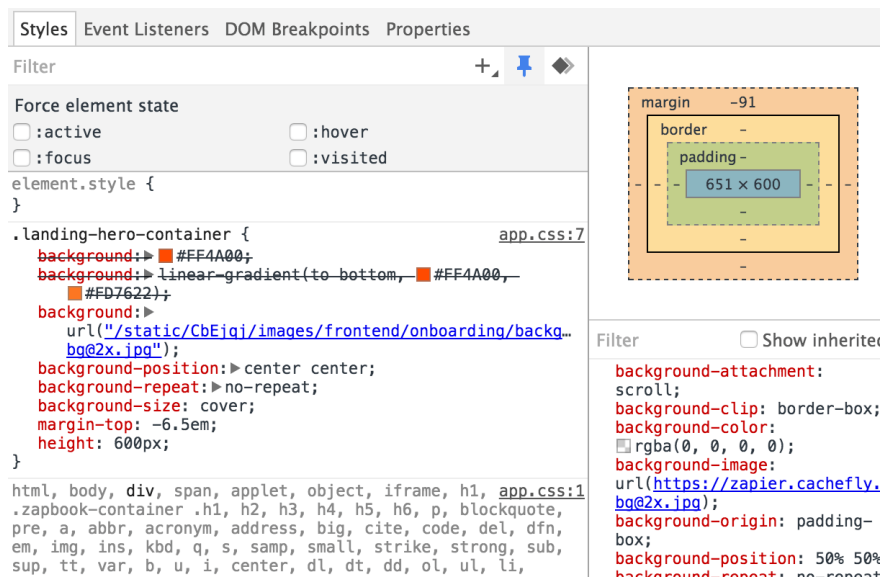 Styles Event Listeners DOM Breakpoints Properties
Filter
Force element state
:active :hover
:focus :visited
element.style {
}
.landing-hero-container { app.css:7
background: #FF4A00;
background: linear-gradient(to bottom, #FF4A00,
#FD7622);
background:
url("/static/CbEjqj/images/frontend/onboarding/backg…
bg@2x.jpg");
background-position: center center;
background-repeat: no-repeat;
background-size: cover;
margin-top: -6.5em;
height: 600px;
}
html, body, div, span, applet, object, iframe, h1, app.css:1
.zapbook-container .h1, h2, h3, h4, h5, h6, p, blockquote,
pre, a, abbr, acronym, address, big, cite, code, del, dfn,
em, img, ins, kbd, q, s, samp, small, strike, strong, sub,
sup, tt, var, b, u, i, center, dl, dt, dd, ol, ul, li,
margin -91
border -
padding -
- - - 651 × 600 - - -
-
-
-
Filter Show inherited
background-attachment:
scroll;
background-clip: border-box;
background-color:
rgba(0, 0, 0, 0);
background-image:
url(https://zapier.cachefly.
bg@2x.jpg);
background-origin: padding-
box;
background-position: 50% 50%
background-repeat: no-repeat